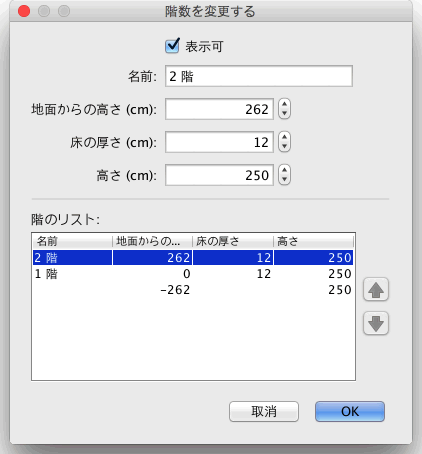 階数を変更する
表示可
名前: 2 階
地面からの高さ (cm): 262
床の厚さ (cm): 12
高さ (cm): 250
階のリスト:
名前 地面からの... 床の厚さ 高さ
2 階 262 12 250
1 階 0 12 250
-262 250
取消 OK